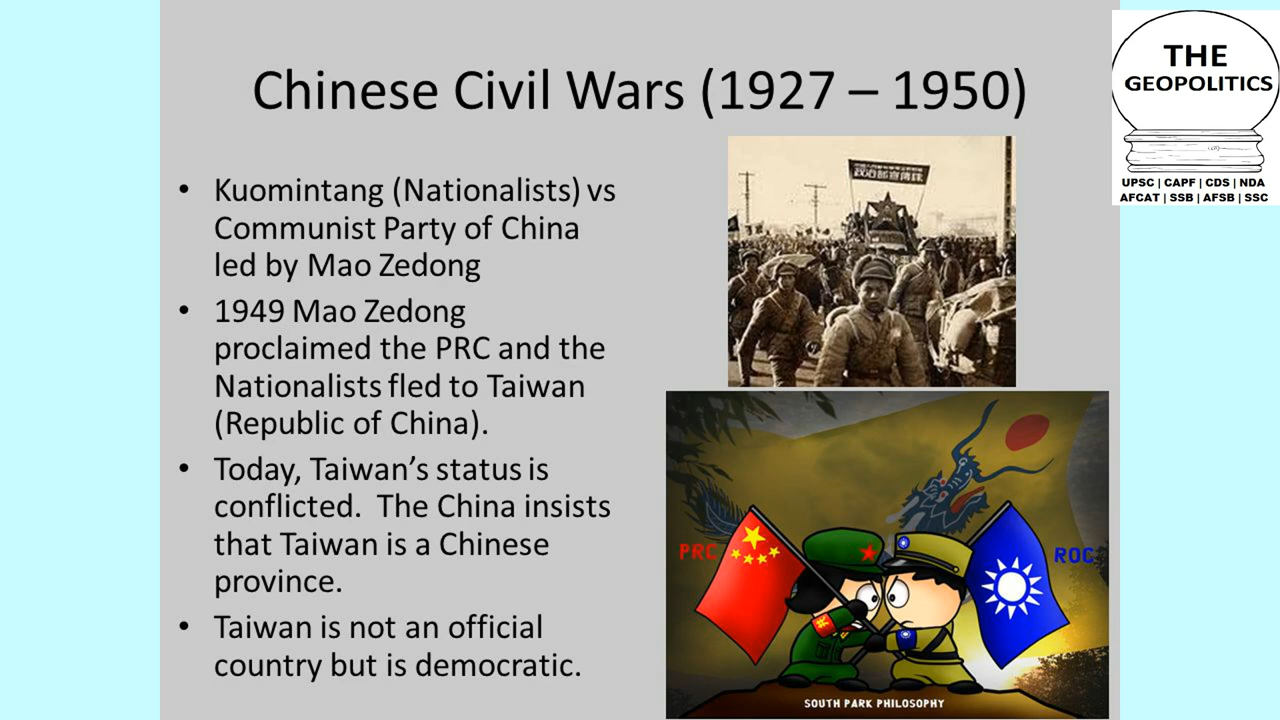 Chinese Civil Wars (1927 – 1950)
THE
GEOPOLITICS
UPSC | CAPF | CDS | NDA
AFCAT | SSB | AFSB | SSC
• Kuomintang (Nationalists) vs
Communist Party of China
led by Mao Zedong
• 1949 Mao Zedong
proclaimed the PRC and the
Nationalists fled to Taiwan
(Republic of China).
• Today, Taiwan’s status is
conflicted.  The China insists
that Taiwan is a Chinese
province.
• Taiwan is not an official
country but is democratic.
PRC
ROC
SOUTH PARK PHILOSOPHY